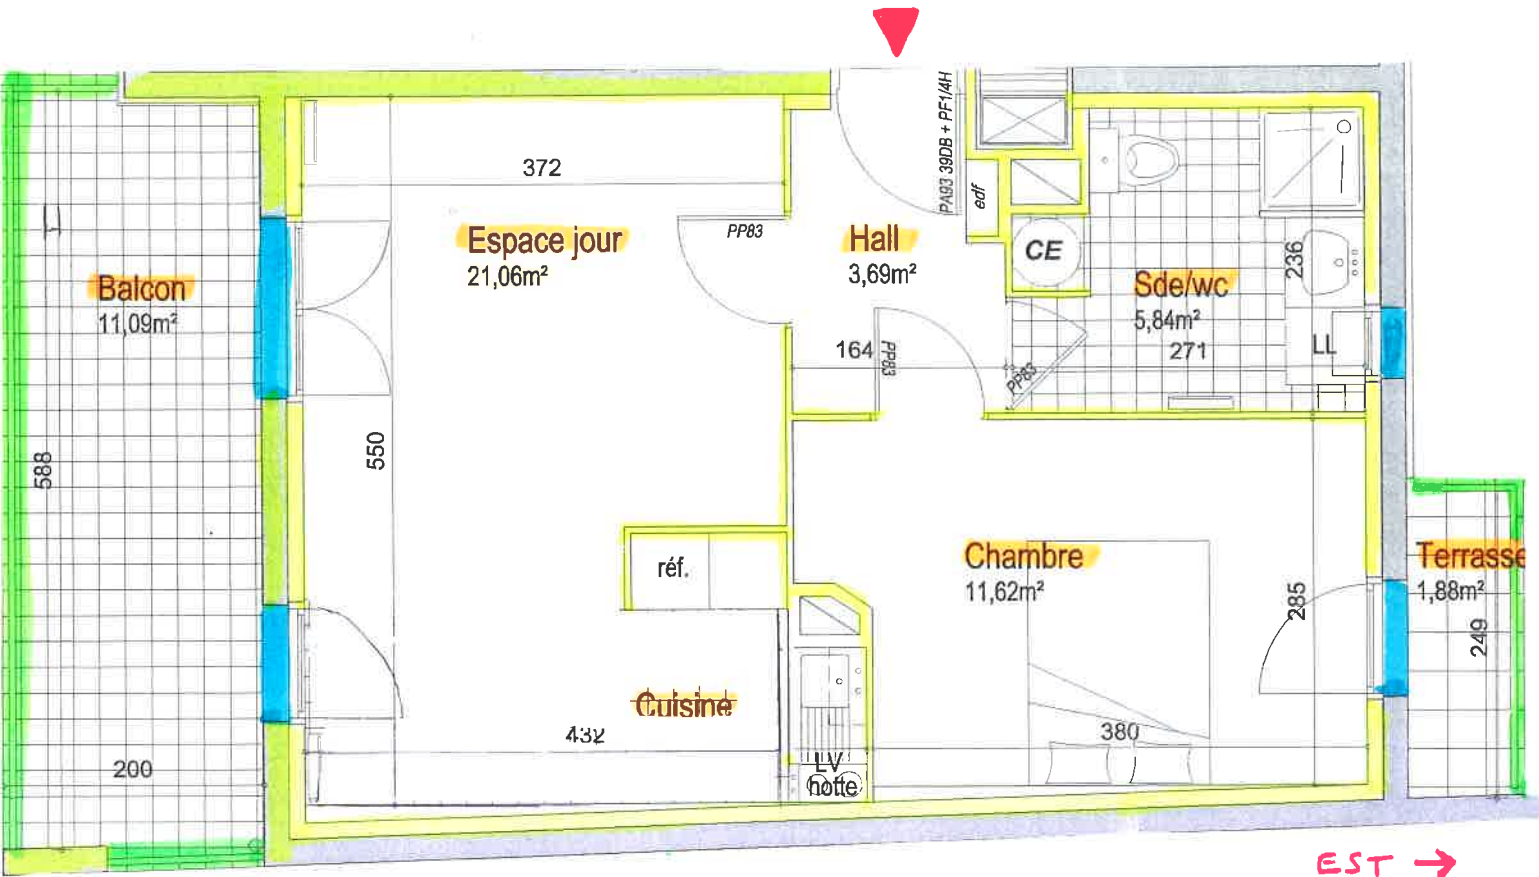 PA93 39DB + PF1/4H
372
edf
PP83
Espace jour
21,06m²
Hall
3,69m²
CE
236
Balcon
11,09m²
Sde/wc
5,84m²
271
LL
164
PP83
PP83
550
588
réf.
Chambre
11,62m²
285
Terrasse
1,88m²
249
Cuisine
432
380
200
LV
hotte
EST →